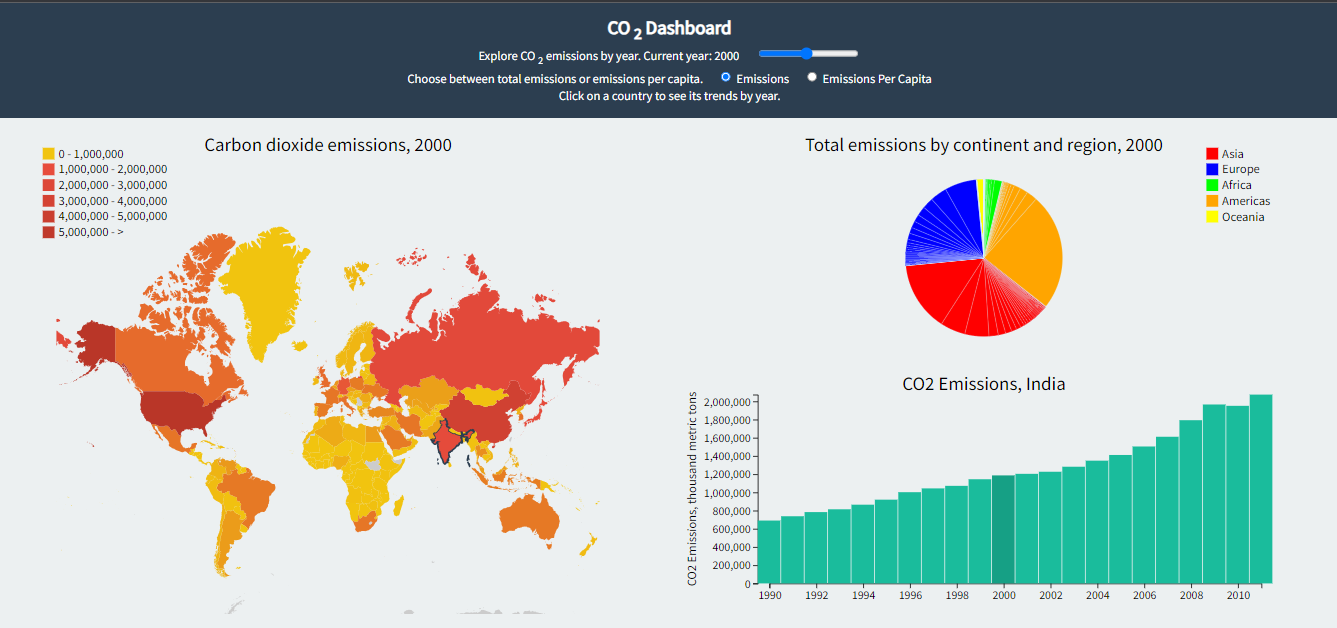 CO 2 Dashboard
Explore CO 2 emissions by year. Current year: 2000
Choose between total emissions or emissions per capita. Emissions Emissions Per Capita
Click on a country to see its trends by year.
Carbon dioxide emissions, 2000
0 - 1,000,000
1,000,000 - 2,000,000
2,000,000 - 3,000,000
3,000,000 - 4,000,000
4,000,000 - 5,000,000
5,000,000 - >
Total emissions by continent and region, 2000
Asia
Europe
Africa
Americas
Oceania
CO2 Emissions, India
CO2 Emissions, thousand metric tons
2,000,000
1,800,000
1,600,000
1,400,000
1,200,000
1,000,000
800,000
600,000
400,000
200,000
0
1990 1992 1994 1996 1998 2000 2002 2004 2006 2008 2010